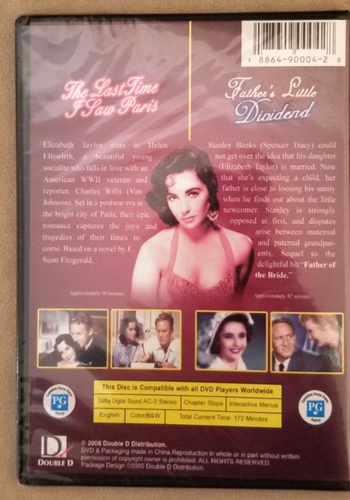 1 8864-90004-2 6
The Last Time
I Saw Paris
Father's Little
Dividend
Elizabeth Taylor stars as Helen
Ellswirth, a beautiful young
socialite who falls in love with an
American WWII veteran and
reporter, Charles Wills (Van
Johnson). Set in a postwar era in
the bright city of Paris, their epic
romance captures the joys and
tragedies of their times to
come. Based on a novel by F.
Scott Fitzgerald.
Approximately 90 minutes
Stanley Banks (Spencer Tracy) could
not get over the idea that his daughter
(Elizabeth Taylor) is married. Now
that she's expecting a child, her
father is close to loosing his sanity
when he finds out about the little
newcomer. Stanley is strongly
opposed at first, and disputes
arise between maternal
and paternal grandpar-
ents. Sequel to the
delightful hit "Father of
the Bride."
Approximately 82 minutes
PG
PG
This Disc is Compatible with all DVD Players Worldwide
Dolby Digital Sound AC-3 Stereo
Chapter Stops
Interactive Menus
English
Color/B&W
Total Content Time: 172 Minutes
D
DOUBLE D
© 2006 Double D Distribution.
DVD & Packaging made in China Reproduction in whole or in part without written
permission of copyright owner is prohibited. All rights reserved.
Package Design ©2005 Double D Distribution